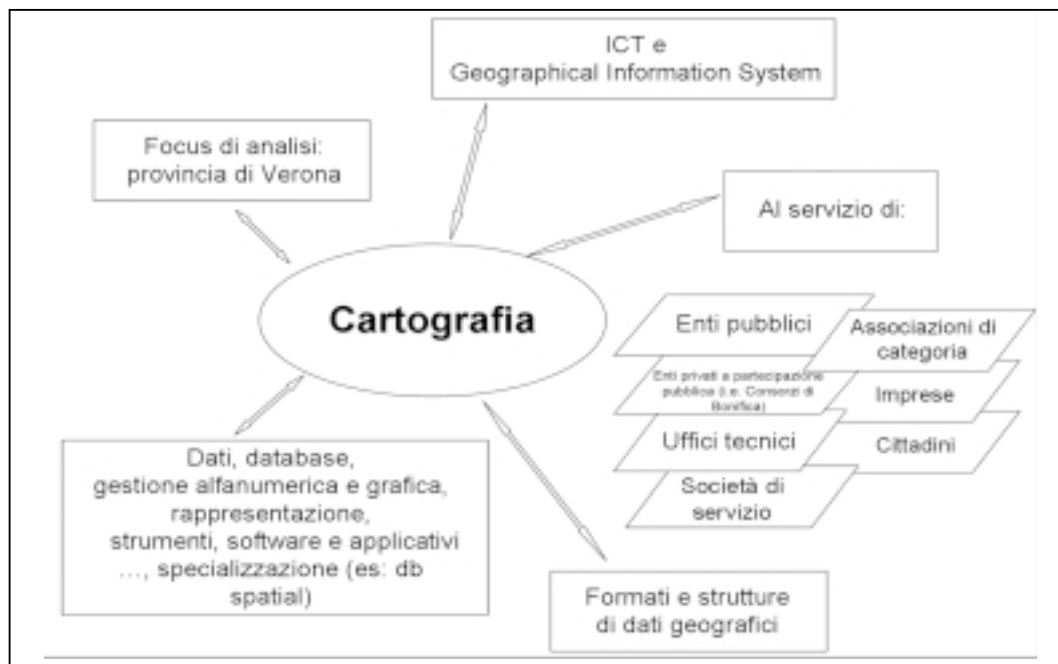 ICT e
Geographical Information System
Focus di analisi:
provincia di Verona
Al servizio di:
Cartografia
Enti pubblici
Associazioni di
categoria
Enti privati a partecipazione
pubblica (i.e. Consorzi di
Bonifica)
Imprese
Uffici tecnici
Cittadini
Società di
servizio
Dati, database,
gestione alfanumerica e grafica,
rappresentazione,
strumenti, software e applicativi
..., specializzazione (es: db
spatial)
Formati e strutture
di dati geografici